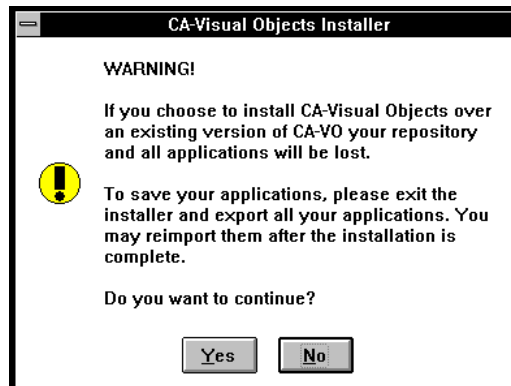 CA-Visual Objects Installer
WARNING!
If you choose to install CA-Visual Objects over
an existing version of CA-VO your repository
and all applications will be lost.
To save your applications, please exit the
installer and export all your applications. You
may reimport them after the installation is
complete.
Do you want to continue?
Yes No